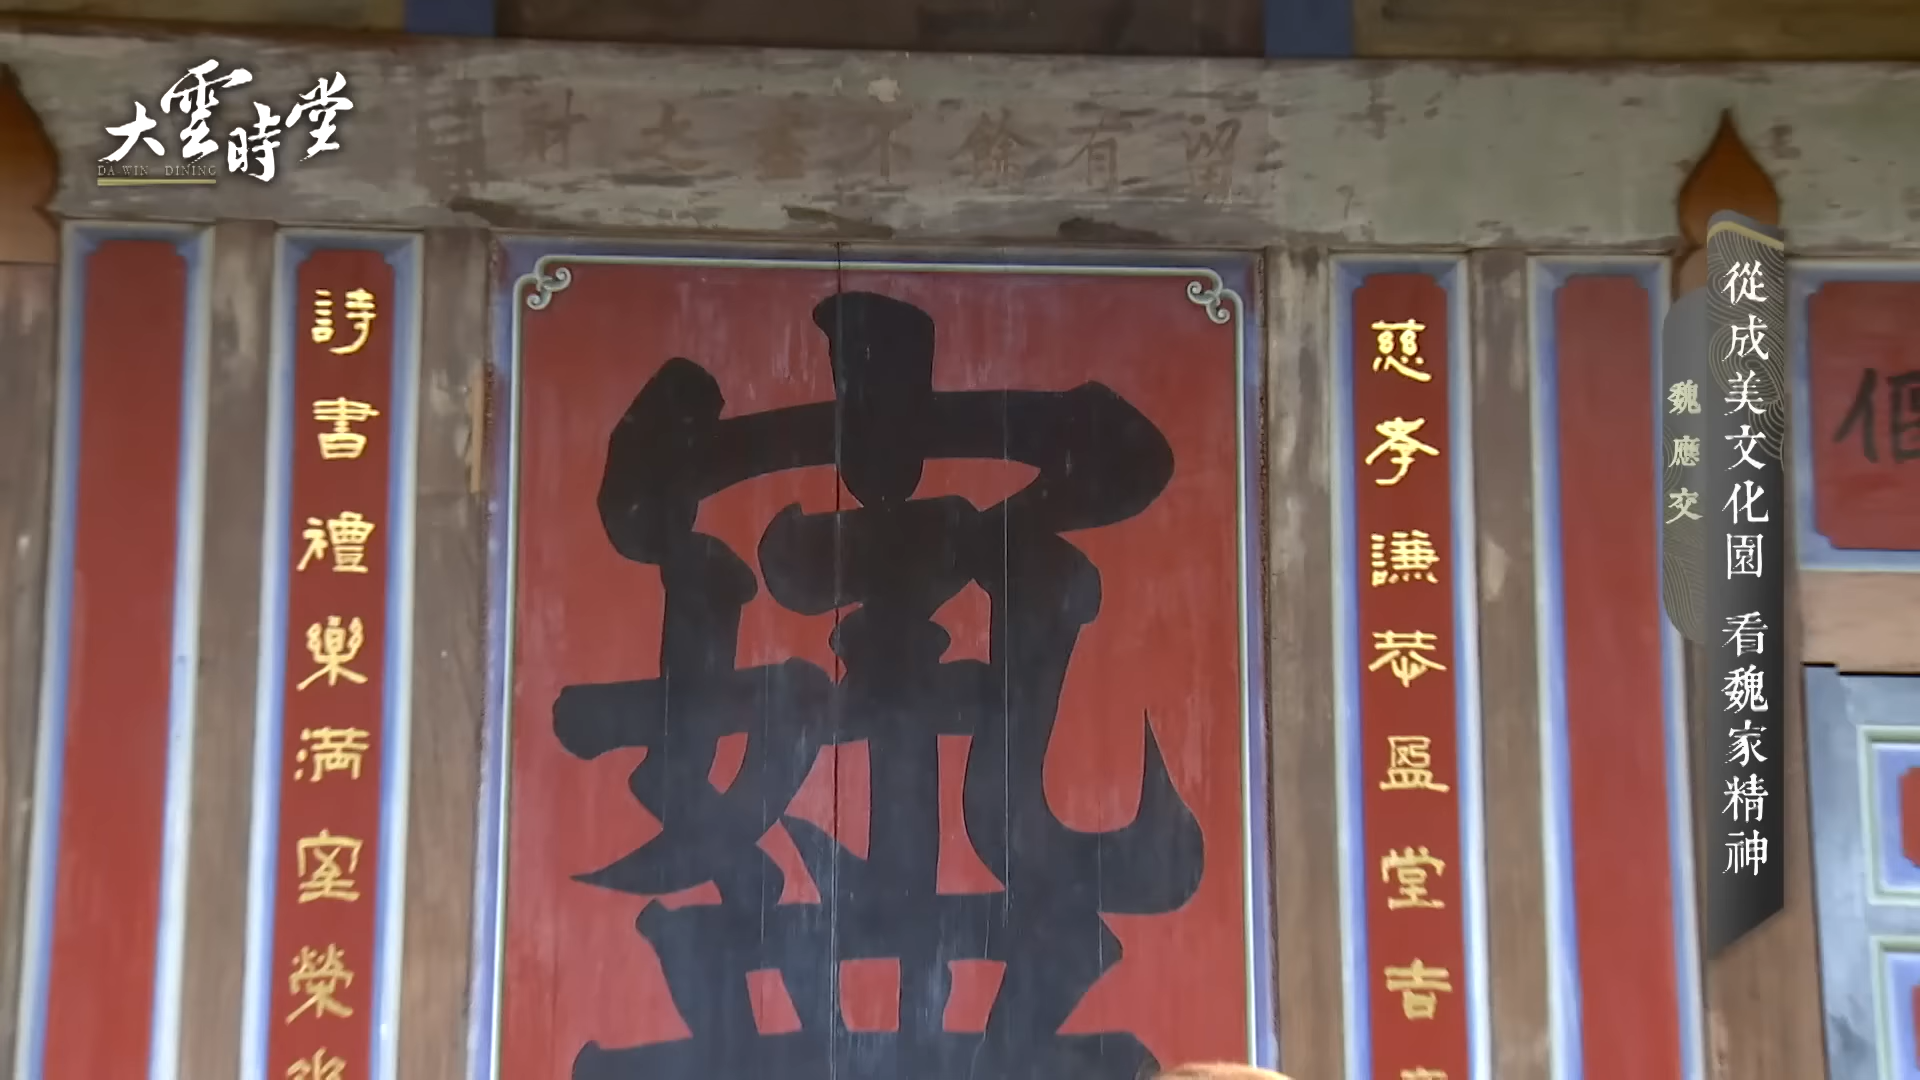 大雲時堂
DA-WIN DINING
從成美文化園 看魏家精神
魏應交
留有餘不盡之財
慈孝謙恭盈堂吉
詩書禮樂滿室榮